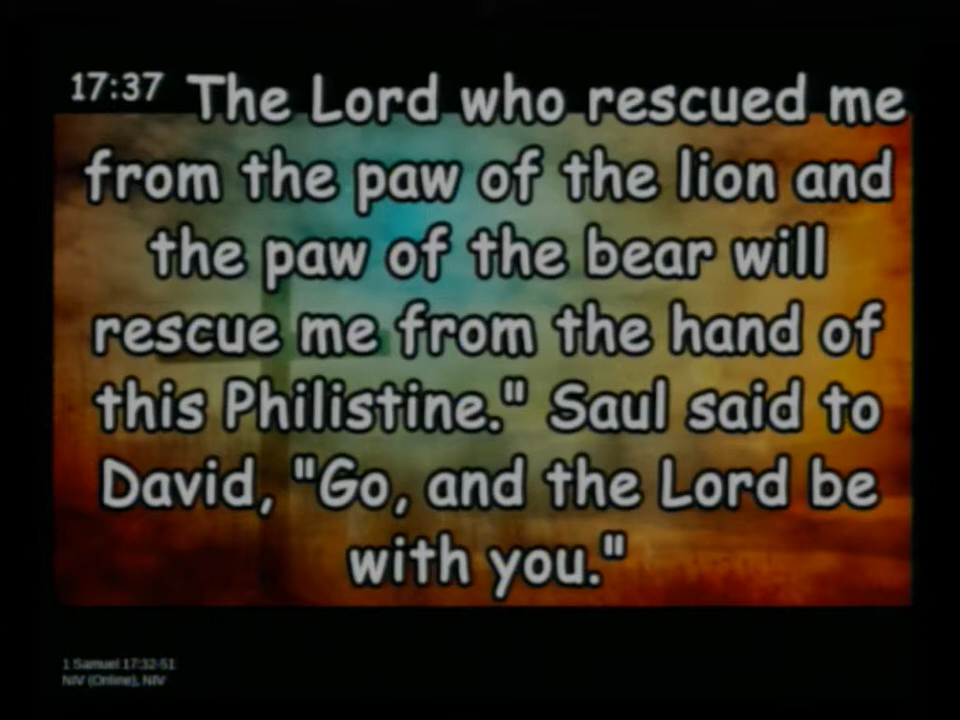 17:37 The Lord who rescued me
from the paw of the lion and
the paw of the bear will
rescue me from the hand of
this Philistine." Saul said to
David, "Go, and the Lord be
with you."
1 Samuel 17:32-51
NIV (Online), NIV